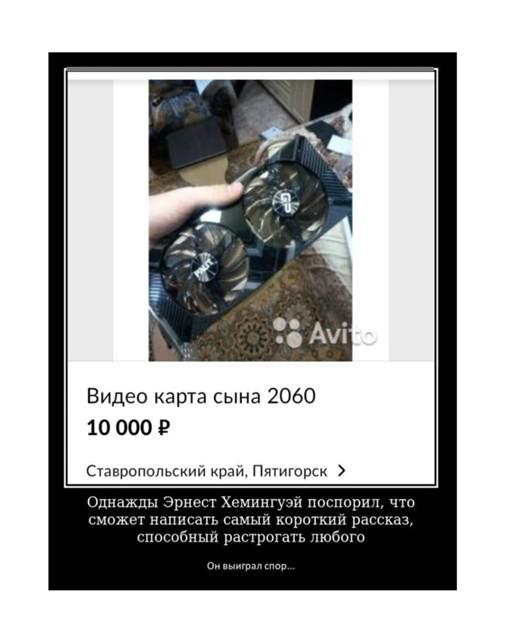 PALIT
Avito
Видео карта сына 2060
10 000 ₽
Ставропольский край, Пятигорск
Однажды Эрнест Хемингуэй поспорил, что
сможет написать самый короткий рассказ,
способный растрогать любого
Он выиграл спор...